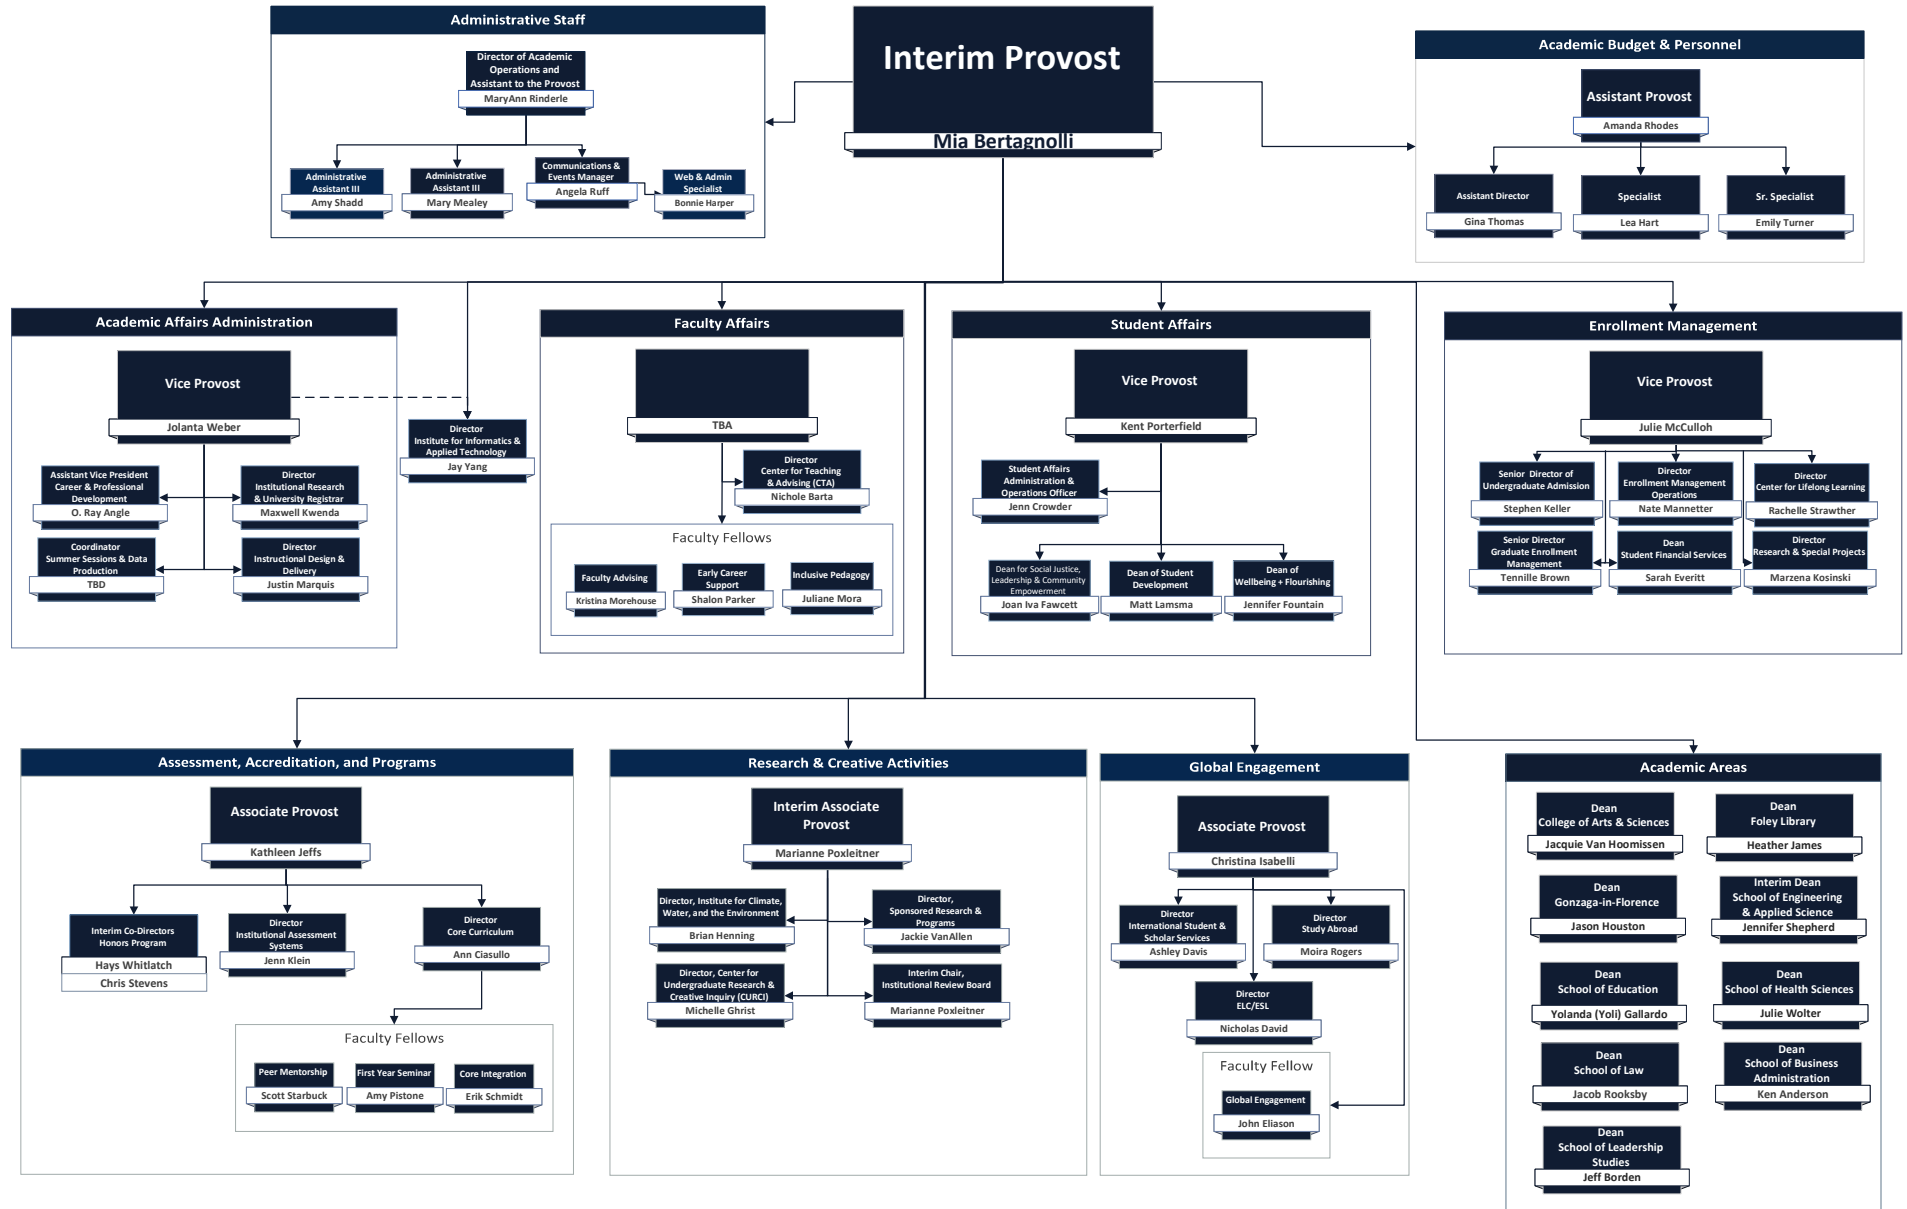 Administrative Staff
Director of Academic
Operations and
Assistant to the Provost
MaryAnn Rinderle
Administrative
Assistant III
Amy Shadd
Administrative
Assistant III
Mary Mealey
Communications &
Events Manager
Angela Ruff
Web & Admin
Specialist
Bonnie Harper
Interim Provost
Mia Bertagnolli
Academic Budget & Personnel
Assistant Provost
Amanda Rhodes
Assistant Director
Gina Thomas
Specialist
Lea Hart
Sr. Specialist
Emily Turner
Academic Affairs Administration
Vice Provost
Jolanta Weber
Assistant Vice President
Career & Professional
Development
O. Ray Angle
Director
Institutional Research
& University Registrar
Maxwell Kwenda
Coordinator
Summer Sessions & Data
Production
TBD
Director
Instructional Design &
Delivery
Justin Marquis
Director
Institute for Informatics &
Applied Technology
Jay Yang
Faculty Affairs
TBA
Director
Center for Teaching
& Advising (CTA)
Nichole Barta
Faculty Fellows
Faculty Advising
Kristina Morehouse
Early Career
Support
Shalon Parker
Inclusive Pedagogy
Juliane Mora
Student Affairs
Vice Provost
Kent Porterfield
Student Affairs
Administration &
Operations Officer
Jenn Crowder
Dean for Social Justice,
Leadership & Community
Empowerment
Joan Iva Fawcett
Dean of Student
Development
Matt Lamsma
Dean of
Wellbeing + Flourishing
Jennifer Fountain
Enrollment Management
Vice Provost
Julie McCulloh
Senior Director of
Undergraduate Admission
Stephen Keller
Director
Enrollment Management
Operations
Nate Mannetter
Director
Center for Lifelong Learning
Rachelle Strawther
Senior Director
Graduate Enrollment
Management
Tennille Brown
Dean
Student Financial Services
Sarah Everitt
Director
Research & Special Projects
Marzena Kosinski
Assessment, Accreditation, and Programs
Associate Provost
Kathleen Jeffs
Interim Co-Directors
Honors Program
Hays Whitlatch
Chris Stevens
Director
Institutional Assessment
Systems
Jenn Klein
Director
Core Curriculum
Ann Ciasullo
Faculty Fellows
Peer Mentorship
Scott Starbuck
First Year Seminar
Amy Pistone
Core Integration
Erik Schmidt
Research & Creative Activities
Interim Associate
Provost
Marianne Poxleitner
Director, Institute for Climate,
Water, and the Environment
Brian Henning
Director,
Sponsored Research &
Programs
Jackie VanAllen
Director, Center for
Undergraduate Research &
Creative Inquiry (CURCI)
Michelle Ghrist
Interim Chair,
Institutional Review Board
Marianne Poxleitner
Global Engagement
Associate Provost
Christina Isabelli
Director
International Student &
Scholar Services
Ashley Davis
Director
Study Abroad
Moira Rogers
Director
ELC/ESL
Nicholas David
Faculty Fellow
Global Engagement
John Eliason
Academic Areas
Dean
College of Arts & Sciences
Jacquie Van Hoomissen
Dean
Foley Library
Heather James
Dean
Gonzaga-in-Florence
Jason Houston
Interim Dean
School of Engineering
& Applied Science
Jennifer Shepherd
Dean
School of Education
Yolanda (Yoli) Gallardo
Dean
School of Health Sciences
Julie Wolter
Dean
School of Law
Jacob Rooksby
Dean
School of Business
Administration
Ken Anderson
Dean
School of Leadership
Studies
Jeff Borden